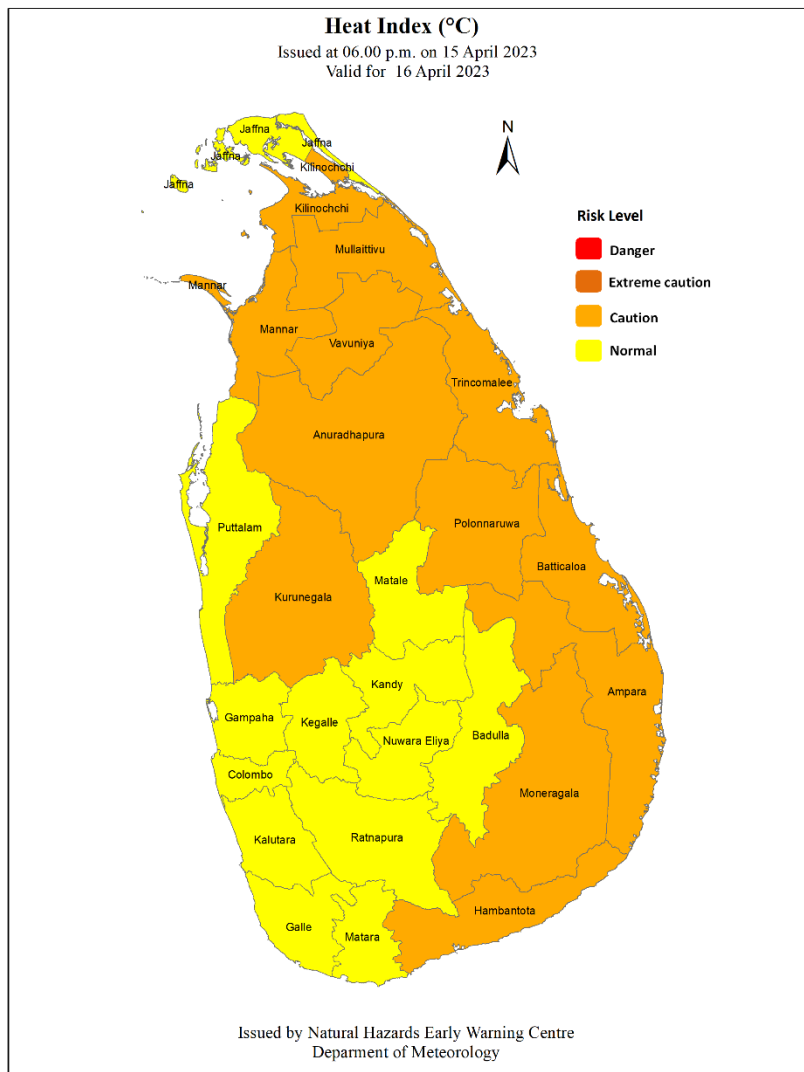 Heat Index (°C)
Issued at 06.00 p.m. on 15 April 2023
Valid for 16 April 2023
N
Jaffna
Jaffna
Jaffna
Kilinochchi
Jaffna
Kilinochchi
Mullaittivu
Mannar
Mannar
Vavuniya
Trincomalee
Anuradhapura
Puttalam
Polonnaruwa
Batticaloa
Matale
Kurunegala
Kandy
Ampara
Gampaha
Kegalle
Nuwara Eliya
Badulla
Colombo
Moneragala
Kalutara
Ratnapura
Hambantota
Galle
Matara
Risk Level
Danger
Extreme caution
Caution
Normal
Issued by Natural Hazards Early Warning Centre
Deparment of Meteorology